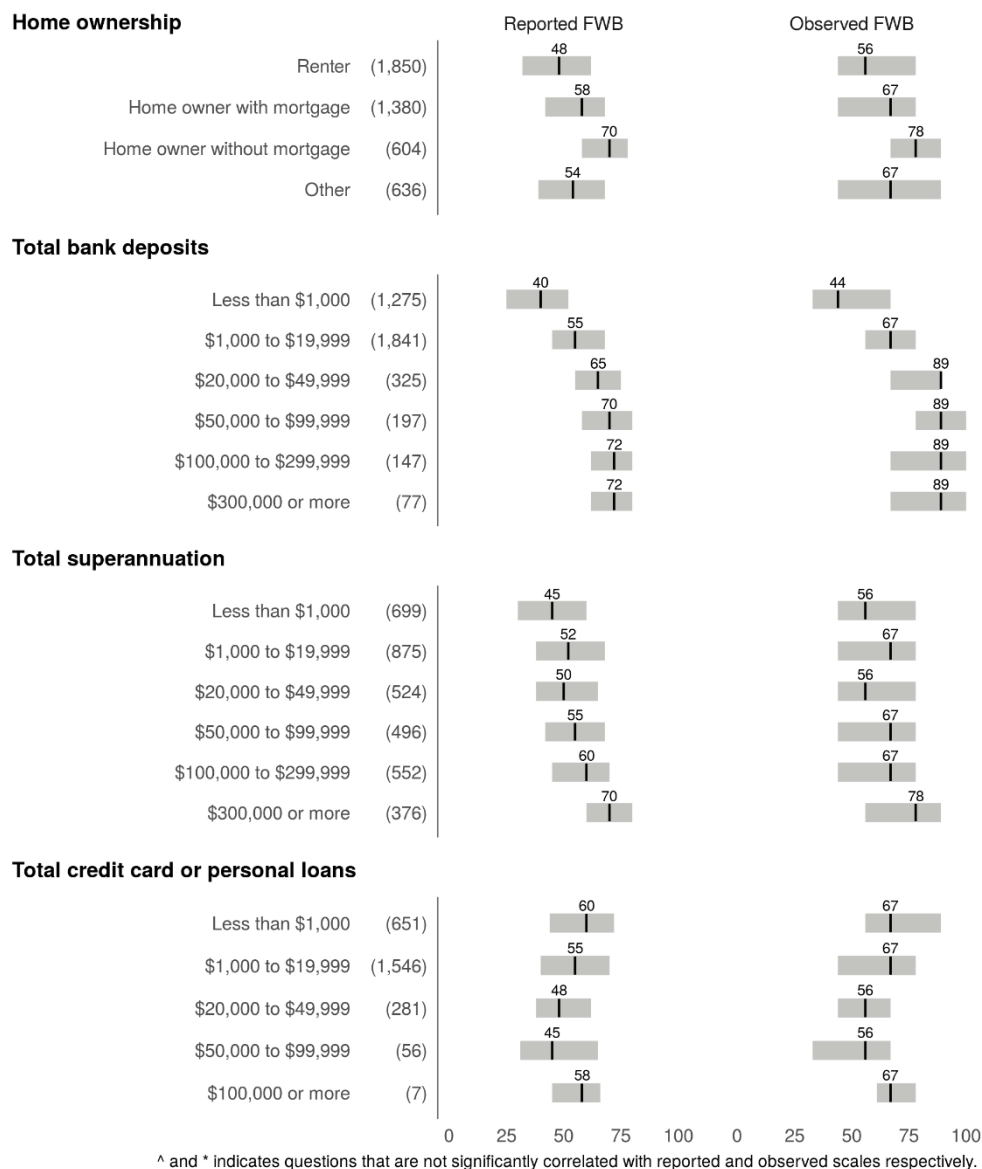 Home ownership Reported FWB Observed FWB
48 56
Renter (1,850)
58 67
Home owner with mortgage (1,380)
70 78
Home owner without mortgage (604)
54 67
Other (636)
Total bank deposits
40 44
Less than $1,000 (1,275)
55 67
$1,000 to $19,999 (1,841)
65 89
$20,000 to $49,999 (325)
70 89
$50,000 to $99,999 (197)
72 89
$100,000 to $299,999 (147)
72 89
$300,000 or more (77)
Total superannuation
45 56
Less than $1,000 (699)
52 67
$1,000 to $19,999 (875)
50 56
$20,000 to $49,999 (524)
55 67
$50,000 to $99,999 (496)
60 67
$100,000 to $299,999 (552)
70 78
$300,000 or more (376)
Total credit card or personal loans
60 67
Less than $1,000 (651)
55 67
$1,000 to $19,999 (1,546)
48 56
$20,000 to $49,999 (281)
45 56
$50,000 to $99,999 (56)
58 67
$100,000 or more (7)
0 25 50 75 100 0 25 50 75 100
^ and * indicates questions that are not significantly correlated with reported and observed scales respectively.